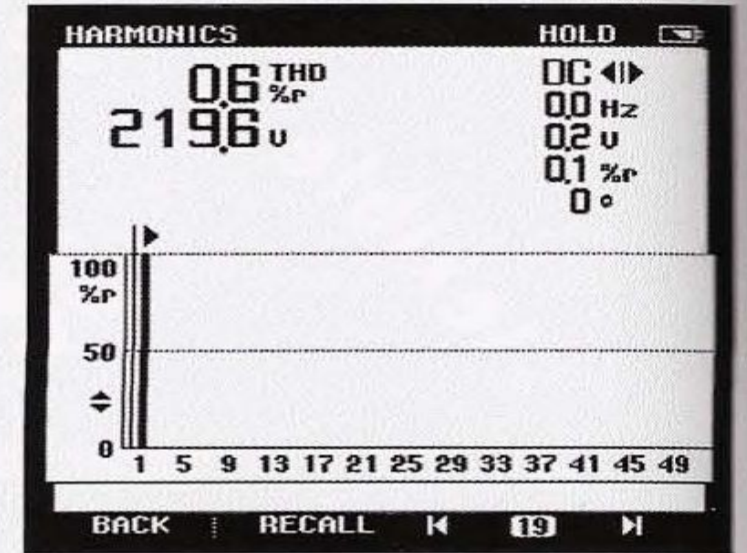 HARMONICS HOLD
0.6 THD %r
219.6 V
DC
0.0 Hz
0.2 V
0.1 %r
0 °
100
%r
50
0
1 5 9 13 17 21 25 29 33 37 41 45 49
BACK RECALL 19